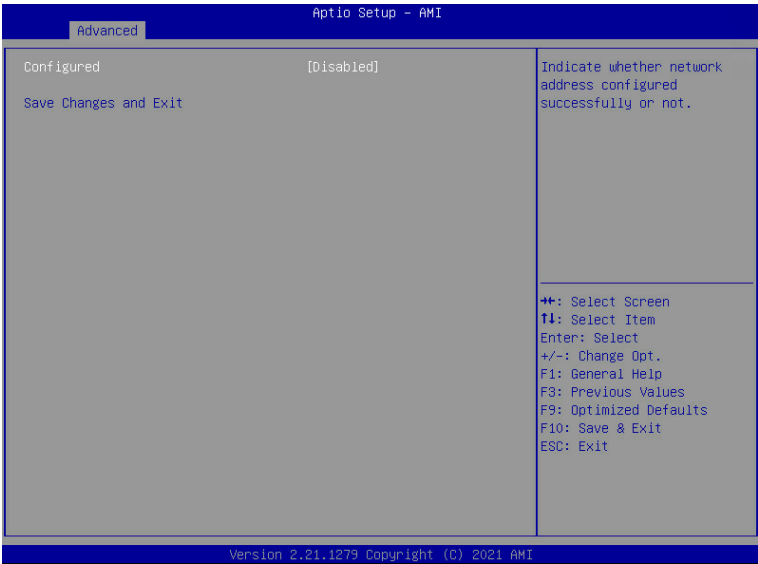 Aptio Setup – AMI
Advanced
Configured [Disabled]
Save Changes and Exit
Indicate whether network
address configured
successfully or not.
→←: Select Screen
↑↓: Select Item
Enter: Select
+/-: Change Opt.
F1: General Help
F3: Previous Values
F9: Optimized Defaults
F10: Save & Exit
ESC: Exit
Version 2.21.1279 Copyright (C) 2021 AMI